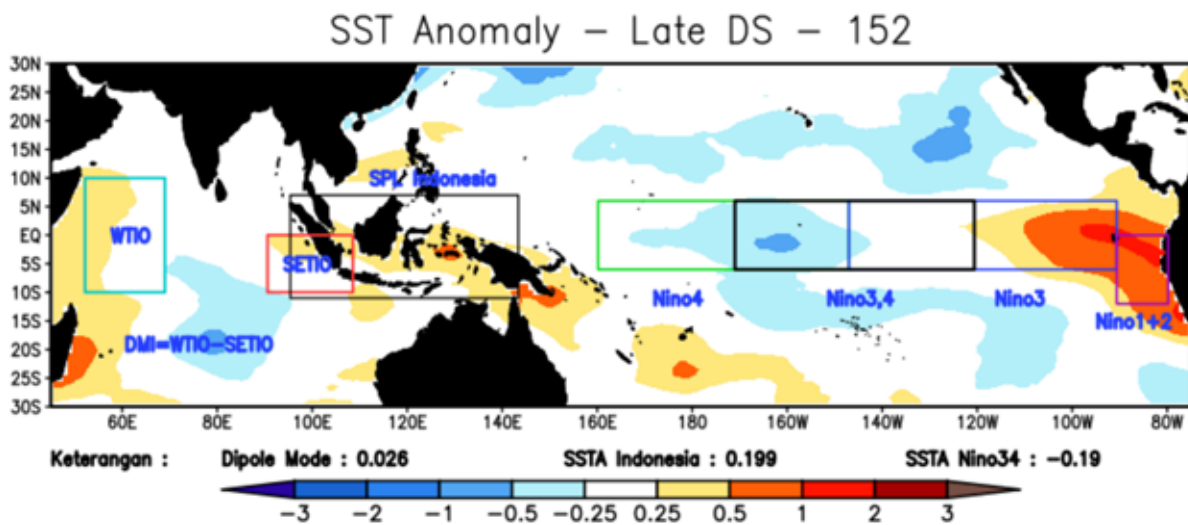 SST Anomaly - Late DS - 152
30N
25N
20N
15N
10N
5N
EQ
5S
10S
15S
20S
25S
30S
SPL Indonesia
WTIO
SETIO
Nino4
Nino3,4
Nino3
Nino1+2
DMI=WTIO-SETIO
60E 80E 100E 120E 140E 160E 180 160W 140W 120W 100W 80W
Keterangan : Dipole Mode : 0.026 SSTA Indonesia : 0.199 SSTA Nino34 : -0.19
-3 -2 -1 -0.5 -0.25 0.25 0.5 1 2 3